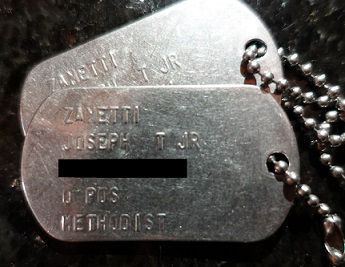 ZANETTI
T JR
ZANETTI
JOSEPH T JR
O POS
METHODIST